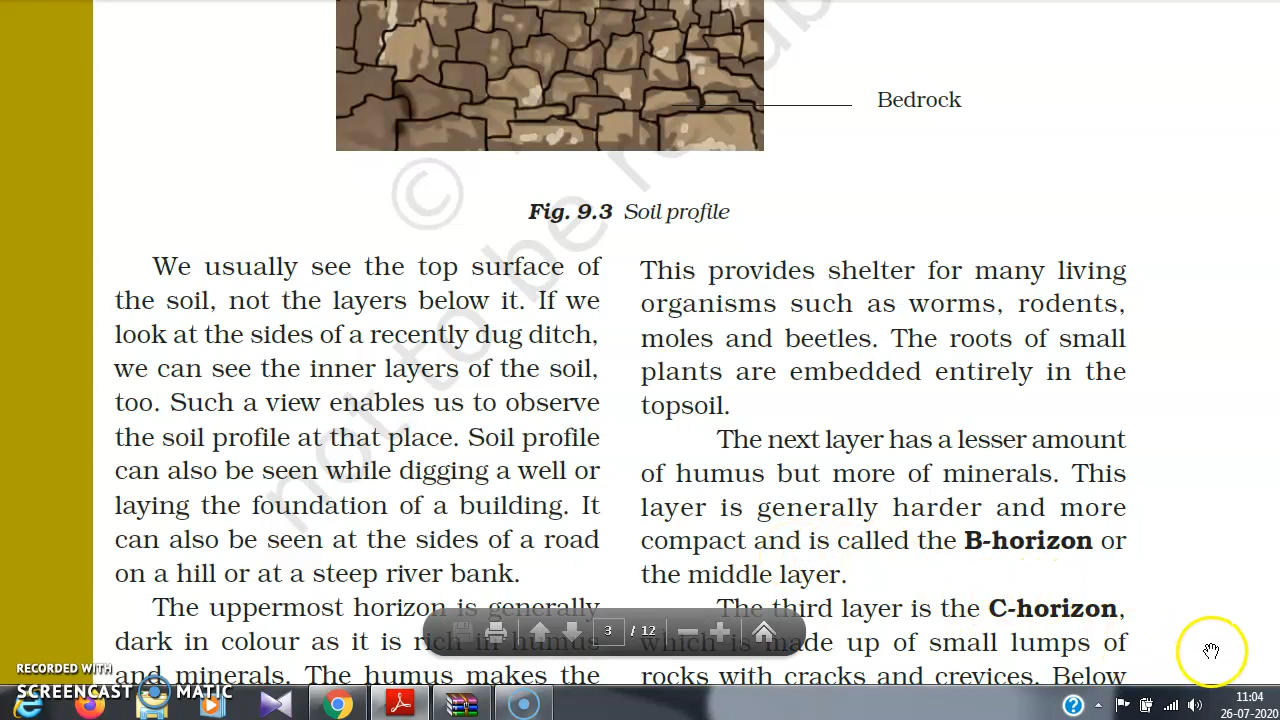 Bedrock
Fig. 9.3 Soil profile
We usually see the top surface of
the soil, not the layers below it. If we
look at the sides of a recently dug ditch,
we can see the inner layers of the soil,
too. Such a view enables us to observe
the soil profile at that place. Soil profile
can also be seen while digging a well or
laying the foundation of a building. It
can also be seen at the sides of a road
on a hill or at a steep river bank.
The uppermost horizon is generally
dark in colour as it is rich in humus
and minerals. The humus makes the
This provides shelter for many living
organisms such as worms, rodents,
moles and beetles. The roots of small
plants are embedded entirely in the
topsoil.
The next layer has a lesser amount
of humus but more of minerals. This
layer is generally harder and more
compact and is called the B-horizon or
the middle layer.
The third layer is the C-horizon,
which is made up of small lumps of
rocks with cracks and crevices. Below
3 / 12
©
not to be
RECORDED WITH
SCREENCAST MATIC
11:04
26-07-2020